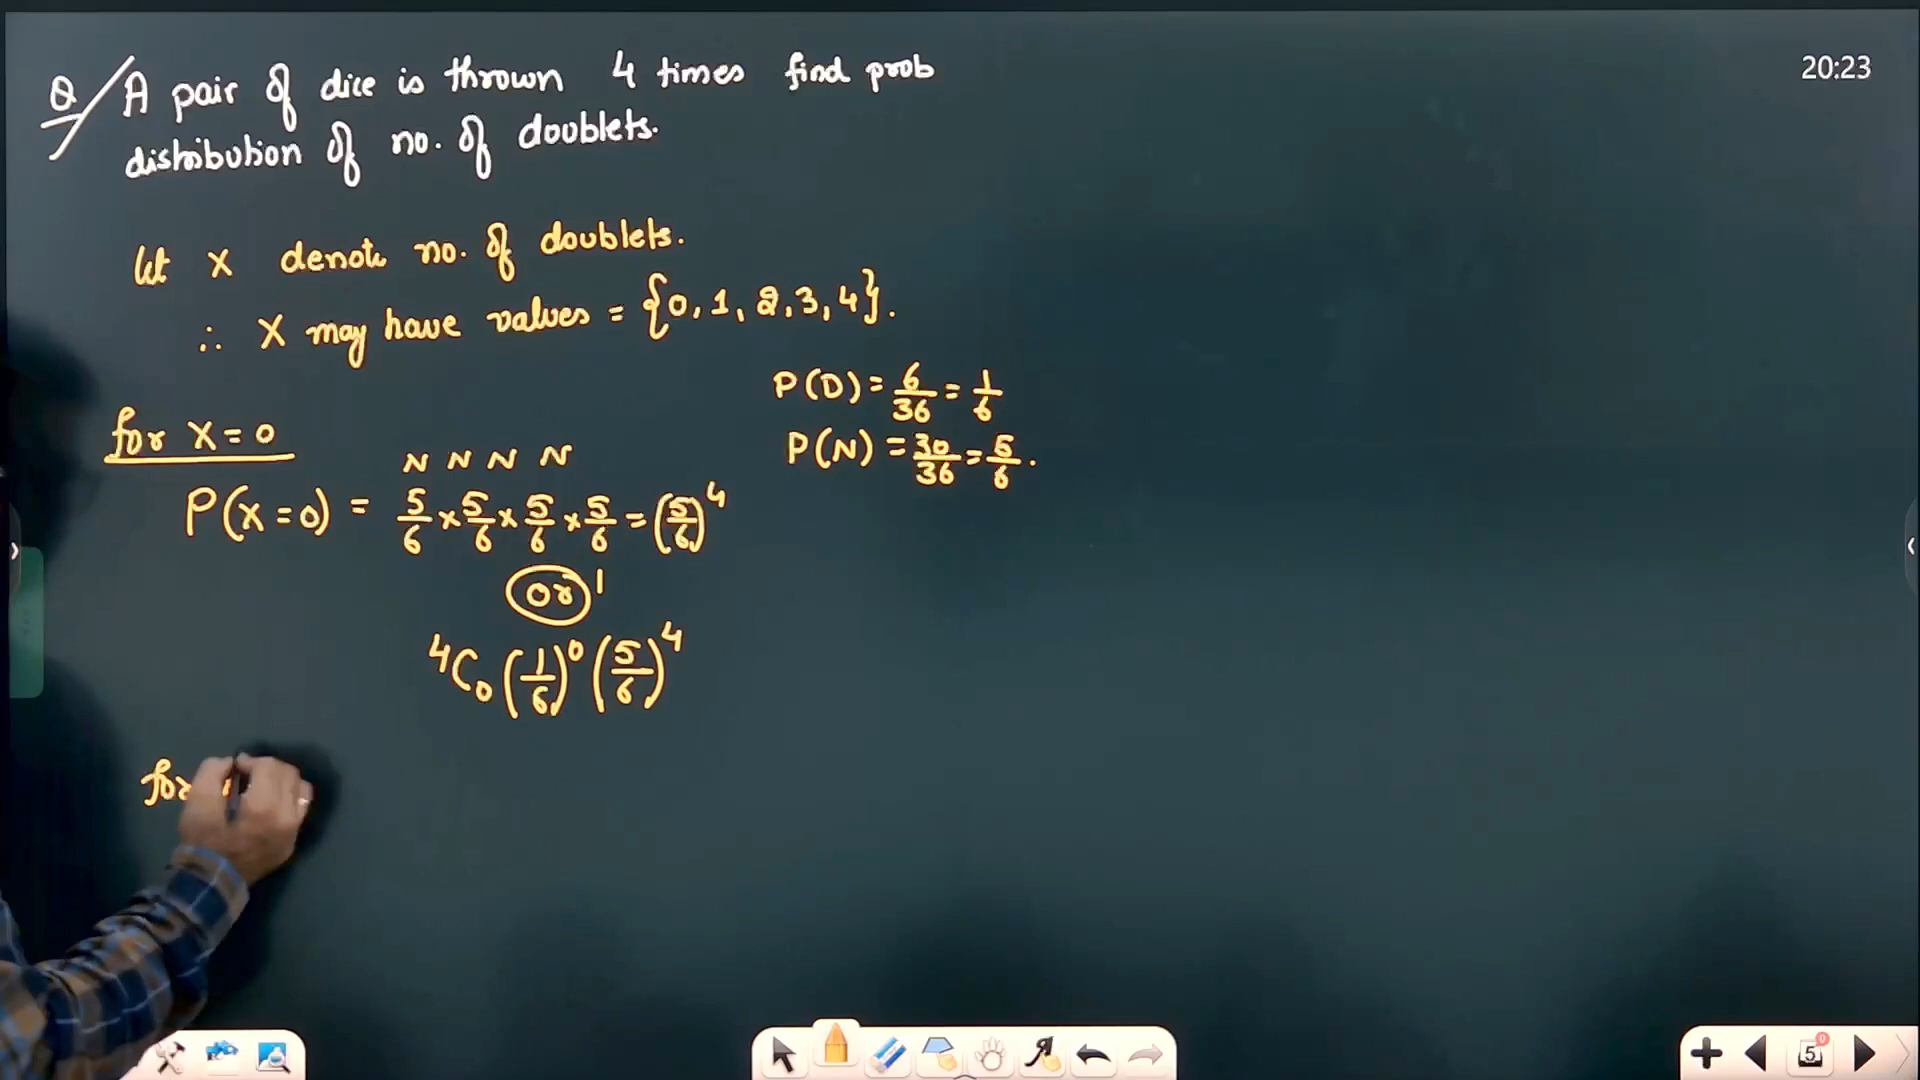 Q/ A pair of dice is thrown 4 times find prob
distribution of no. of doublets.
20:23
let x denote no. of doublets.
∴ X may have values = {0, 1, 2, 3, 4}.
P(D) = 6/36 = 1/6
P(N) = 30/36 = 5/6.
for X = 0
N N N N
P(X=0) = 5/6 × 5/6 × 5/6 × 5/6 = (5/6)^4
or
⁴C₀ (1/6)^0 (5/6)^4
for
5
0